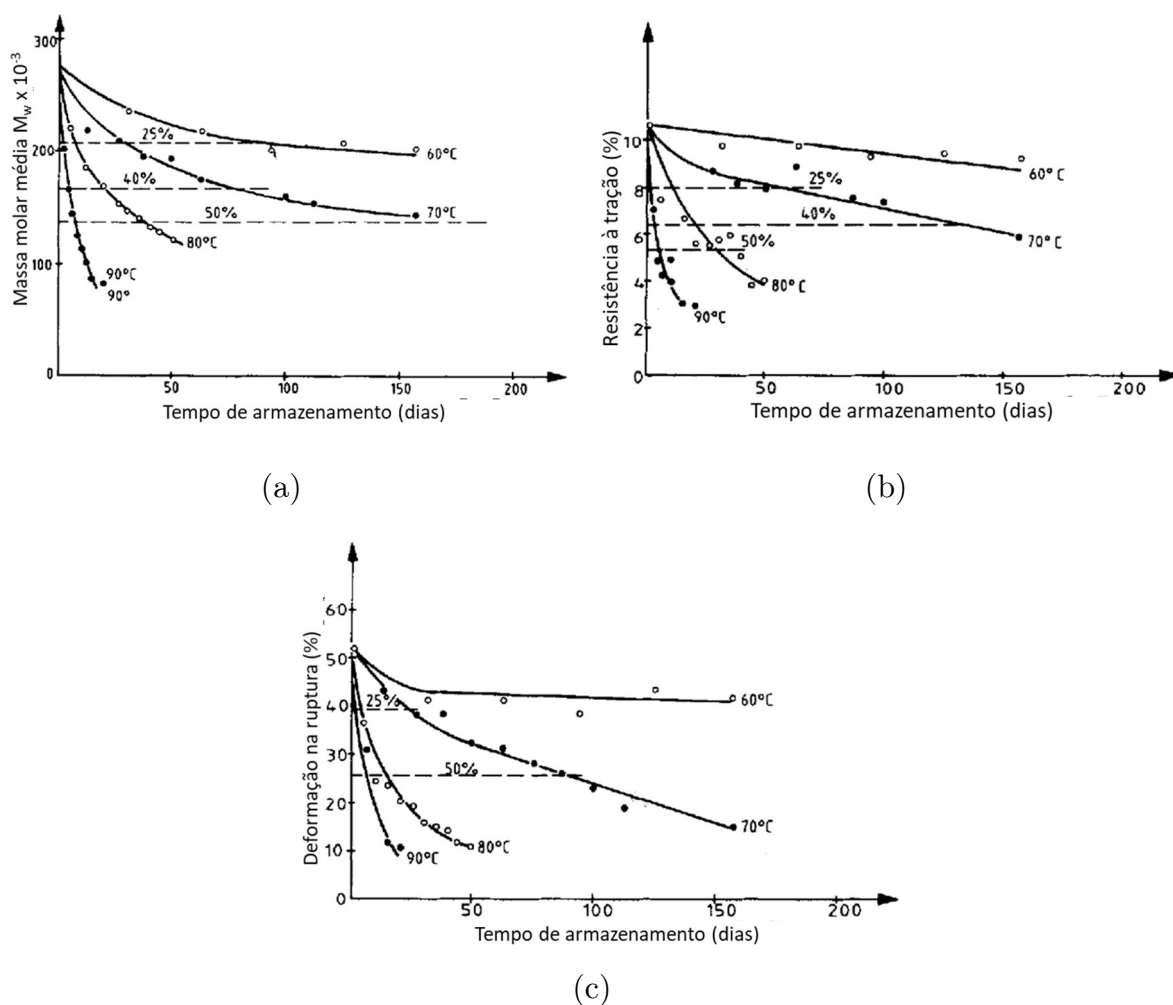 Massa molar média Mw x 10-3
300
200
100
0
25%
40%
50%
60°C
70°C
80°C
90°C
90°
50
100
150
200
Tempo de armazenamento (dias)
(a)
Resistência à tração (%)
10
8
6
4
2
0
25%
40%
50%
60°C
70°C
80°C
90°C
50
100
150
200
Tempo de armazenamento (dias)
(b)
Deformação na ruptura (%)
60
50
40
30
20
10
0
25%
50%
60°C
70°C
80°C
90°C
50
100
150
200
Tempo de armazenamento (dias)
(c)